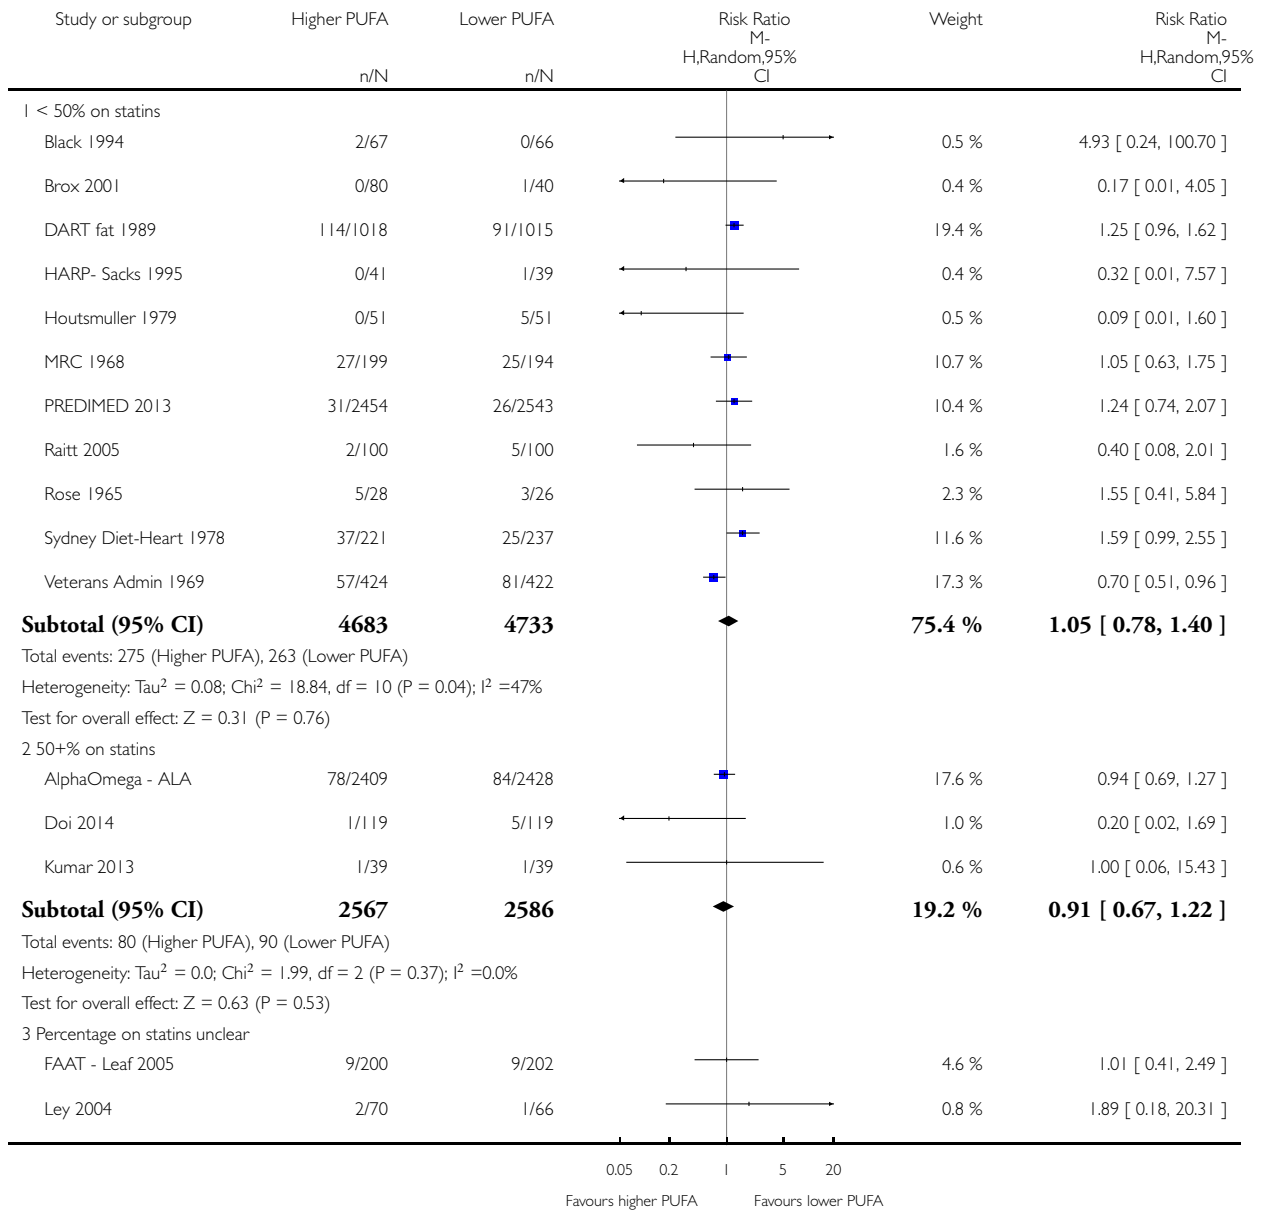 Study or subgroup Higher PUFA Lower PUFA Risk Ratio Weight Risk Ratio
M- M-
H,Random,95% H,Random,95%
n/N n/N CI CI
1 < 50% on statins
Black 1994 2/67 0/66 0.5 % 4.93 [ 0.24, 100.70 ]
Brox 2001 0/80 1/40 0.4 % 0.17 [ 0.01, 4.05 ]
DART fat 1989 114/1018 91/1015 19.4 % 1.25 [ 0.96, 1.62 ]
HARP- Sacks 1995 0/41 1/39 0.4 % 0.32 [ 0.01, 7.57 ]
Houtsmuller 1979 0/51 5/51 0.5 % 0.09 [ 0.01, 1.60 ]
MRC 1968 27/199 25/194 10.7 % 1.05 [ 0.63, 1.75 ]
PREDIMED 2013 31/2454 26/2543 10.4 % 1.24 [ 0.74, 2.07 ]
Raitt 2005 2/100 5/100 1.6 % 0.40 [ 0.08, 2.01 ]
Rose 1965 5/28 3/26 2.3 % 1.55 [ 0.41, 5.84 ]
Sydney Diet-Heart 1978 37/221 25/237 11.6 % 1.59 [ 0.99, 2.55 ]
Veterans Admin 1969 57/424 81/422 17.3 % 0.70 [ 0.51, 0.96 ]
Subtotal (95% CI) 4683 4733 75.4 % 1.05 [ 0.78, 1.40 ]
Total events: 275 (Higher PUFA), 263 (Lower PUFA)
Heterogeneity: Tau² = 0.08; Chi² = 18.84, df = 10 (P = 0.04); I² =47%
Test for overall effect: Z = 0.31 (P = 0.76)
2 50+% on statins
AlphaOmega - ALA 78/2409 84/2428 17.6 % 0.94 [ 0.69, 1.27 ]
Doi 2014 1/119 5/119 1.0 % 0.20 [ 0.02, 1.69 ]
Kumar 2013 1/39 1/39 0.6 % 1.00 [ 0.06, 15.43 ]
Subtotal (95% CI) 2567 2586 19.2 % 0.91 [ 0.67, 1.22 ]
Total events: 80 (Higher PUFA), 90 (Lower PUFA)
Heterogeneity: Tau² = 0.0; Chi² = 1.99, df = 2 (P = 0.37); I² =0.0%
Test for overall effect: Z = 0.63 (P = 0.53)
3 Percentage on statins unclear
FAAT - Leaf 2005 9/200 9/202 4.6 % 1.01 [ 0.41, 2.49 ]
Ley 2004 2/70 1/66 0.8 % 1.89 [ 0.18, 20.31 ]
0.05 0.2 1 5 20
Favours higher PUFA Favours lower PUFA